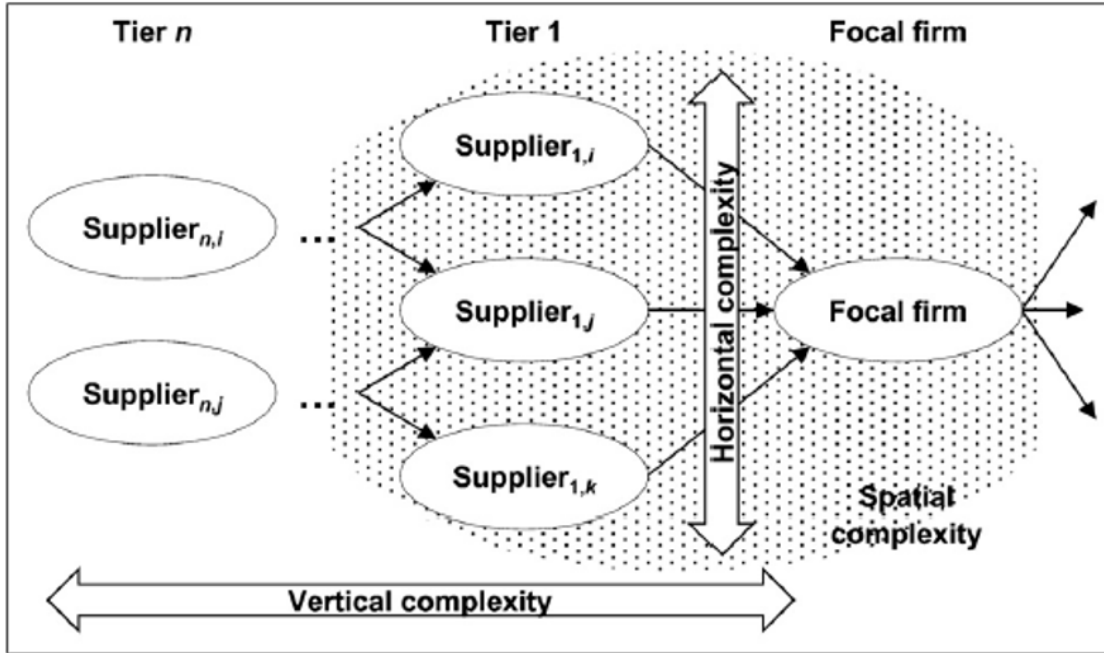 Tier n
Tier 1
Focal firm
Supplier1,i
Suppliern,i
...
Supplier1,j
Focal firm
Horizontal complexity
Suppliern,j
...
Supplier1,k
Spatial
complexity
Vertical complexity